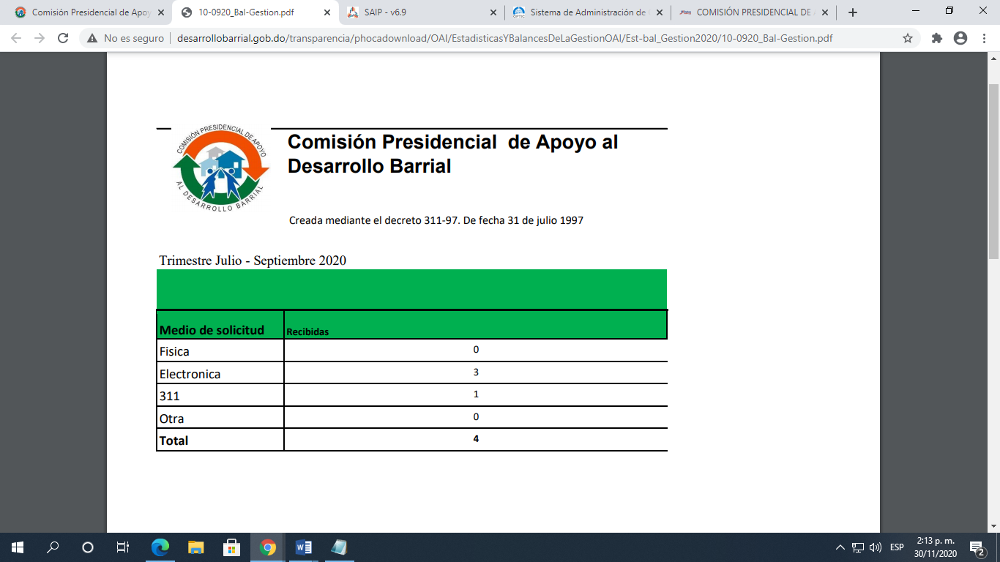 Comisión Presidencial de Apoy
10-0920_Bal-Gestion.pdf
SAIP - v6.9
Sistema de Administración de
COMISIÓN PRESIDENCIAL DE
No es seguro
desarrollobarrial.gob.do/transparencia/phocadownload/OAI/EstadisticasYBalancesDeLaGestionOAI/Est-bal_Gestion2020/10-0920_Bal-Gestion.pdf
COMISIÓN PRESIDENCIAL DE APOYO
AL DESARROLLO BARRIAL
Comisión Presidencial de Apoyo al
Desarrollo Barrial
Creada mediante el decreto 311-97. De fecha 31 de julio 1997
Trimestre Julio - Septiembre 2020
Medio de solicitud Recibidas
Fisica 0
Electronica 3
311 1
Otra 0
Total 4
ESP
2:13 p. m.
30/11/2020
2